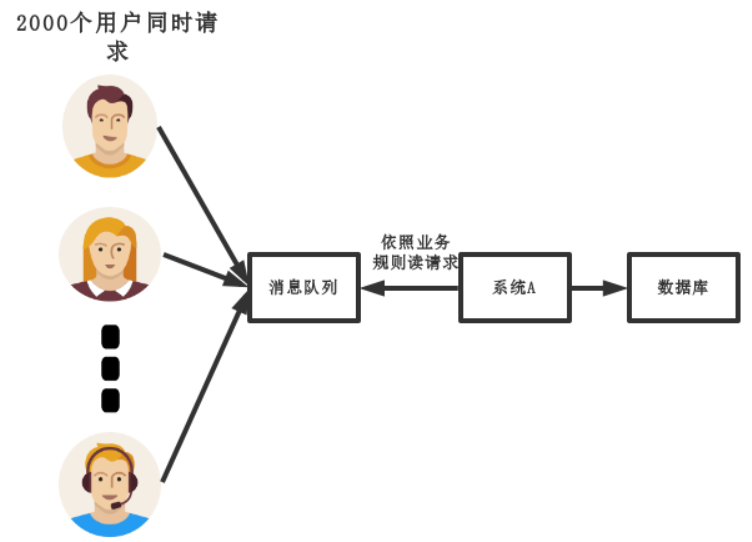 2000个用户同时请
求
依照业务
规则读请求
消息队列
系统A
数据库